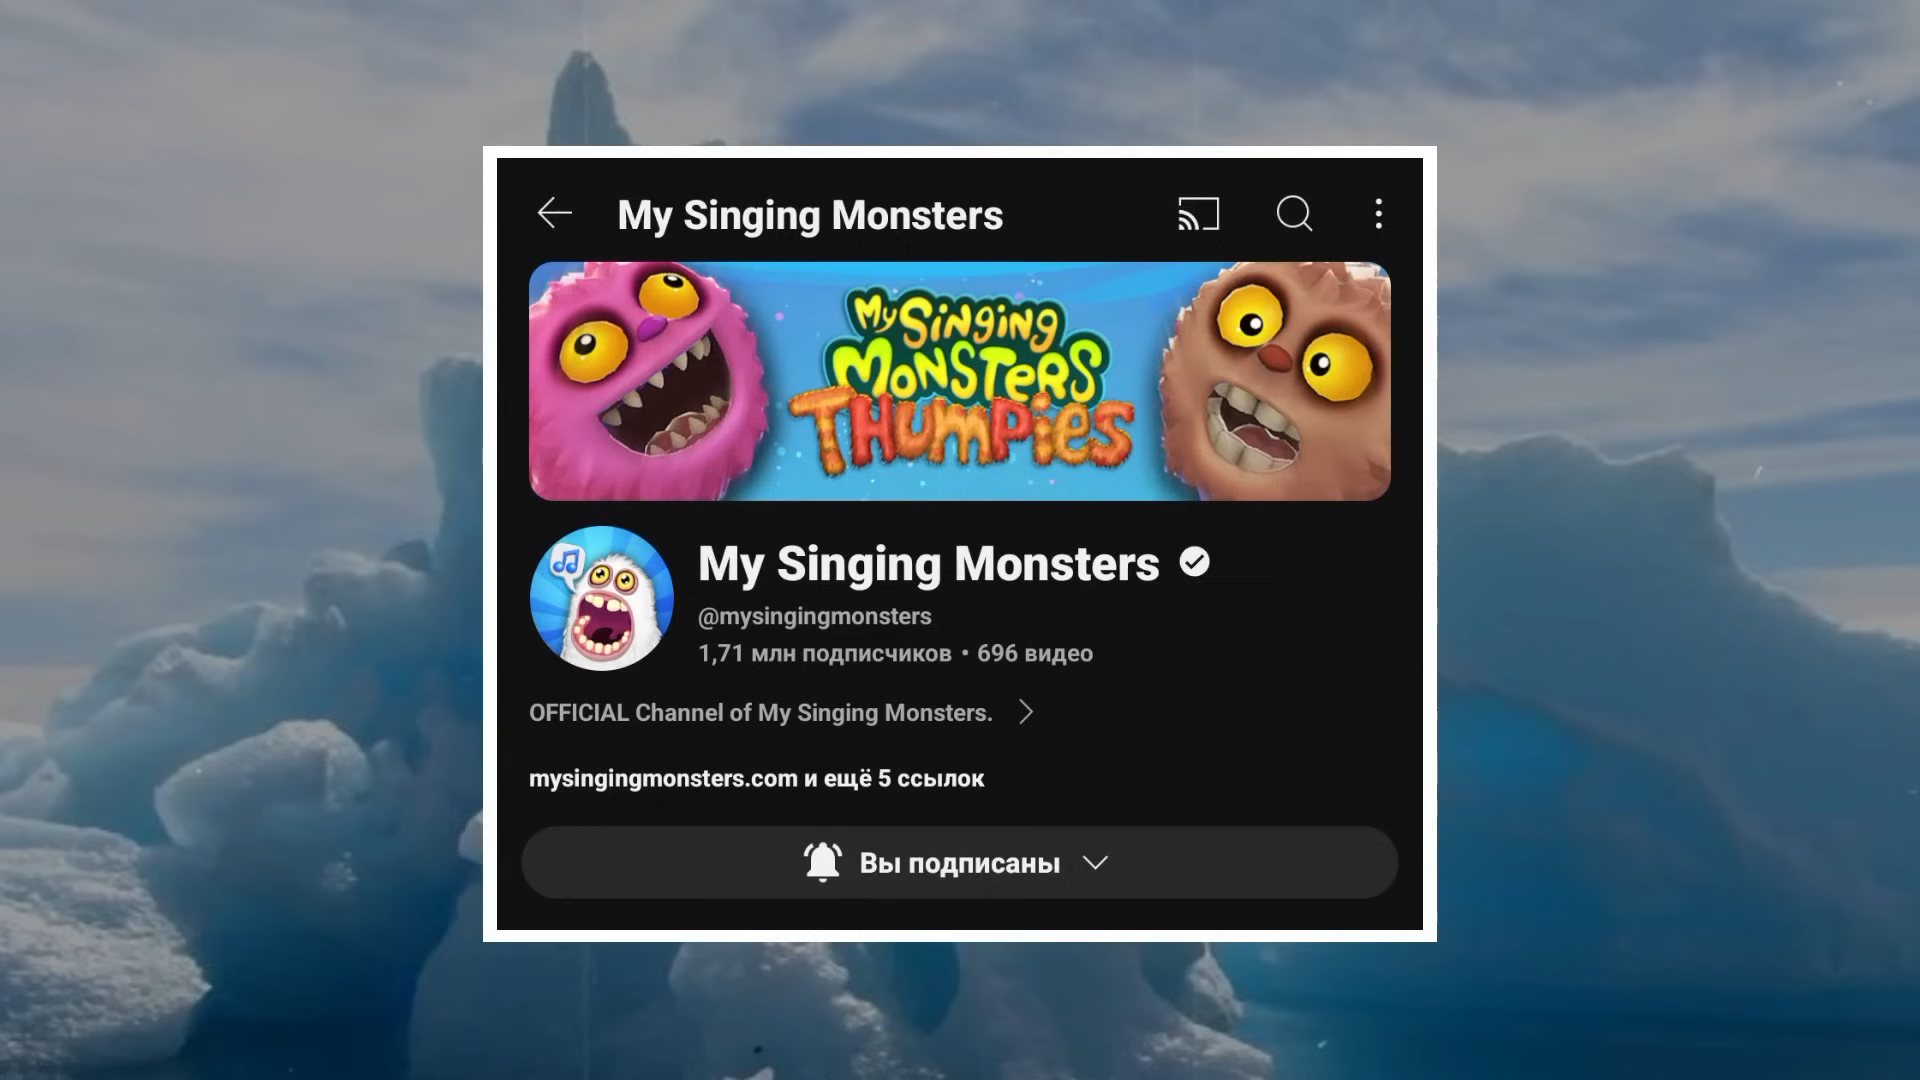 My Singing Monsters
My Singing
Monsters
Thumpies
My Singing Monsters
@mysingingmonsters
1,71 млн подписчиков • 696 видео
OFFICIAL Channel of My Singing Monsters.
mysingingmonsters.com и ещё 5 ссылок
Вы подписаны